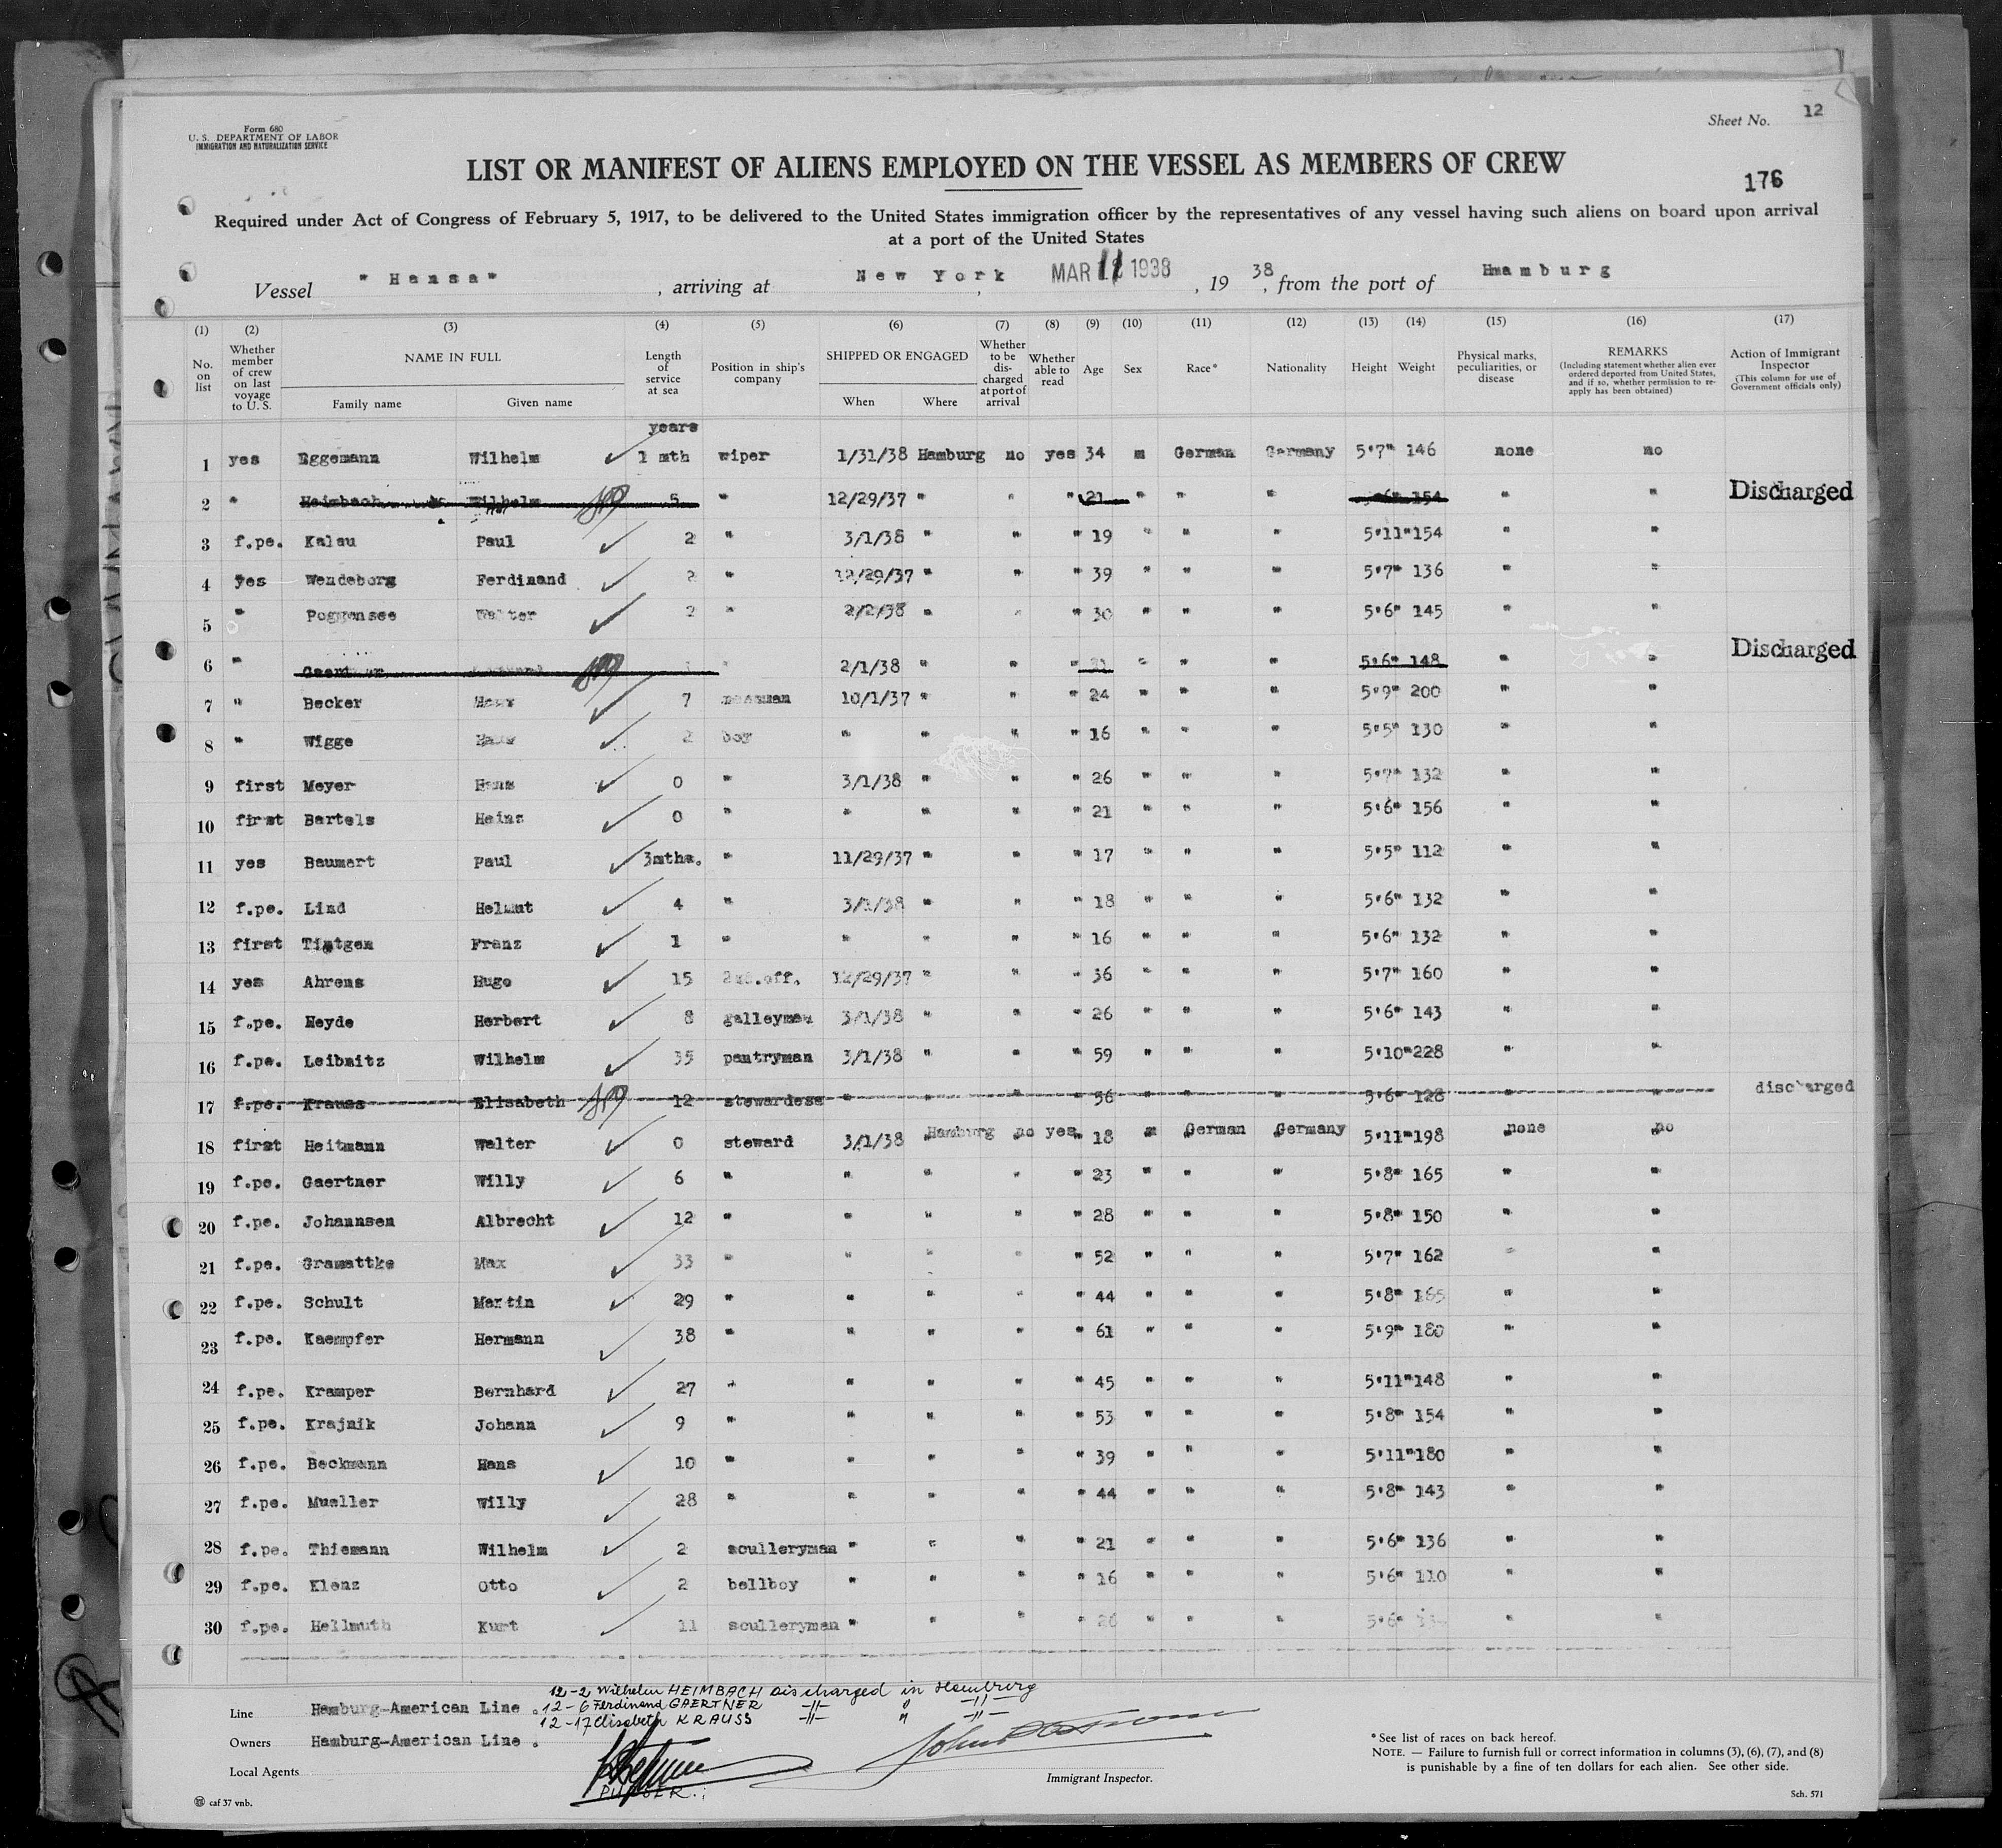 Form 680
U. S. DEPARTMENT OF LABOR
IMMIGRATION AND NATURALIZATION SERVICE
Sheet No. 12
LIST OR MANIFEST OF ALIENS EMPLOYED ON THE VESSEL AS MEMBERS OF CREW
176
Required under Act of Congress of February 5, 1917, to be delivered to the United States immigration officer by the representatives of any vessel having such aliens on board upon arrival
at a port of the United States
Vessel " Hansa" , arriving at New York , MAR 11 1938 , 19 38, from the port of Hamburg
(1) (2) (3) (4) (5) (6) (7) (8) (9) (10) (11) (12) (13) (14) (15) (16) (17)
No. on list
Whether member of crew on last voyage to U. S.
NAME IN FULL
Family name
Given name
Length of service at sea
Position in ship's company
SHIPPED OR ENGAGED
When
Where
Whether to be discharged at port of arrival
Whether able to read
Age
Sex
Race*
Nationality
Height
Weight
Physical marks, peculiarities, or disease
REMARKS
(Including statement whether alien ever ordered deported from United States, and if so, whether permission to reapply has been obtained)
Action of Immigrant Inspector
(This column for use of Government officials only)
years
1 yes Eggemann Wilhelm 1 mth wiper 1/31/38 Hamburg no yes 34 m German Germany 5'7" 146 none no
2 " Heimbach Wilhelm 5 " 12/29/37 " " " 21 " " " 154 " " Discharged
3 f.pe. Kalau Paul 2 " 3/1/38 " " " 19 " " " 5'11" 154 " "
4 yes Wendeborg Ferdinand 2 " 12/29/37 " " " 39 " " " 5'7" 136 " "
5 " Poggensee Walter 2 " 2/2/38 " " " 30 " " " 5'6" 145 " "
6 " " 2/1/38 " " " " " " 5'6" 148 " " Discharged
7 " Becker 7 messman 10/1/37 " " " 24 " " " 5'9" 200 " "
8 " Wigge 2 boy " " " " 16 " " " 5'5" 130 " "
9 first Meyer Hans 0 " 3/1/38 " " " 26 " " " 5'7" 132 " "
10 first Bartels Heinz 0 " " " " " 21 " " " 5'6" 156 " "
11 yes Baumert Paul 3mths. " 11/29/37 " " " 17 " " " 5'5" 112 " "
12 f.pe. Lind Helmut 4 " 3/1/38 " " " 18 " " " 5'6" 132 " "
13 first Tintgen Franz 1 " " " " " 16 " " " 5'6" 132 " "
14 yes Ahrens Hugo 15 2nd.off. 12/29/37 " " " 36 " " " 5'7" 160 " "
15 f.pe. Heyde Herbert 8 galleyman 3/1/38 " " " 26 " " " 5'6" 143 " "
16 f.pe. Leibnitz Wilhelm 35 pantryman 3/1/38 " " " 59 " " " 5'10" 228 " "
17 f.pe. Krauss Elisabeth 12 stewardess " " " " 56 " " " 5'6" 128 " " discharged
18 first Heitmann Walter 0 steward 3/1/38 Hamburg no yes 18 m German Germany 5'11" 198 none no
19 f.pe. Gaertner Willy 6 " " " " " 23 " " " 5'8" 165 " "
20 f.pe. Johannsen Albrecht 12 " " " " " 28 " " " 5'8" 150 " "
21 f.pe. Gramattke Max 33 " " " " " 52 " " " 5'7" 162 " "
22 f.pe. Schult Martin 29 " " " " " 44 " " " 5'8" 165 " "
23 f.pe. Kaempfer Hermann 38 " " " " " 61 " " " 5'9" 180 " "
24 f.pe. Kramper Bernhard 27 " " " " " 45 " " " 5'11" 148 " "
25 f.pe. Krajnik Johann 9 " " " " " 53 " " " 5'8" 154 " "
26 f.pe. Beckmann Hans 10 " " " " " 39 " " " 5'11" 180 " "
27 f.pe. Mueller Willy 28 " " " " " 44 " " " 5'8" 143 " "
28 f.pe. Thiemann Wilhelm 2 sculleryman " " " " 21 " " " 5'6" 136 " "
29 f.pe. Klenz Otto 2 bellboy " " " " 16 " " " 5'6" 110 " "
30 f.pe. Hellmuth Kurt 11 sculleryman " " " " 26 " " " 5'6" " "
12-2 Wilhelm HEIMBACH discharged in Hamburg
Line Hamburg-American Line . 12-6 Ferdinand GAERTNER -"- " -"-
12-17 Elisabeth KRAUSS -"- " -"-
Owners Hamburg-American Line .
Local Agents
PURSER.
Immigrant Inspector.
* See list of races on back hereof.
NOTE. — Failure to furnish full or correct information in columns (3), (6), (7), and (8)
is punishable by a fine of ten dollars for each alien. See other side.
caf 37 vnb.
Sch. 571